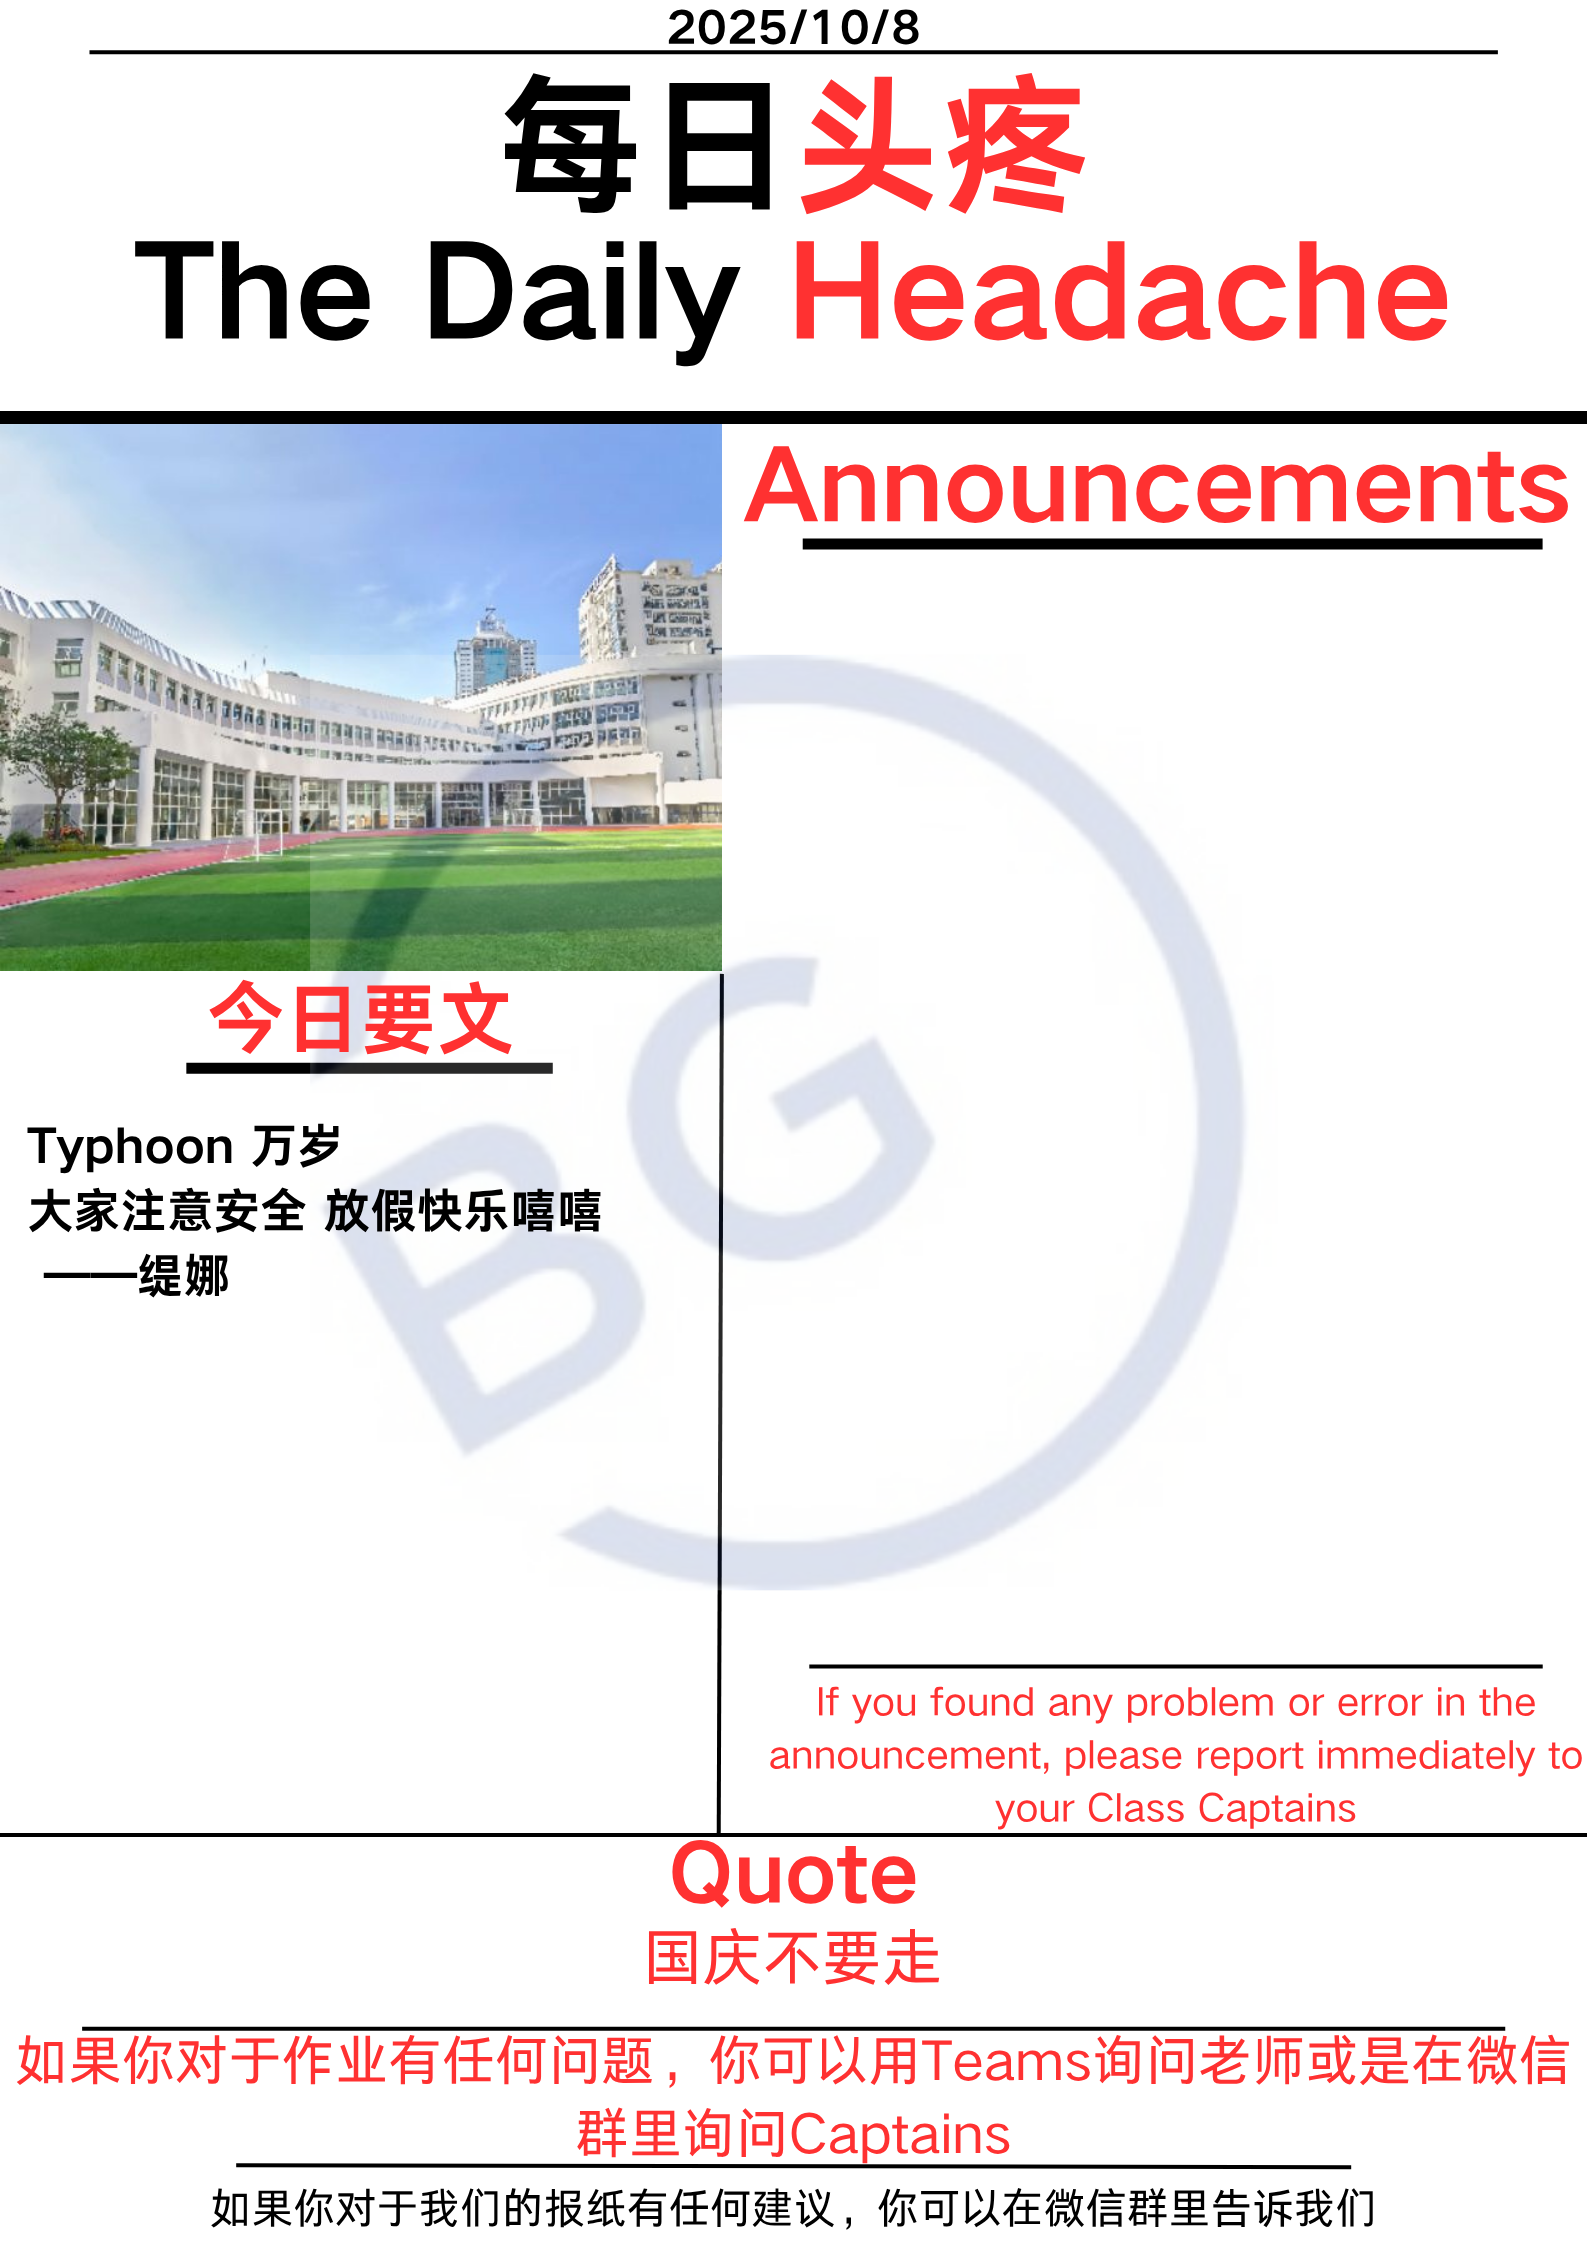 2025/10/8
每日头疼
The Daily Headache
Announcements
今日要文
Typhoon 万岁
大家注意安全 放假快乐嘻嘻
——缇娜
BG
If you found any problem or error in the
announcement, please report immediately to
your Class Captains
Quote
国庆不要走
如果你对于作业有任何问题，你可以用Teams询问老师或是在微信
群里询问Captains
如果你对于我们的报纸有任何建议，你可以在微信群里告诉我们